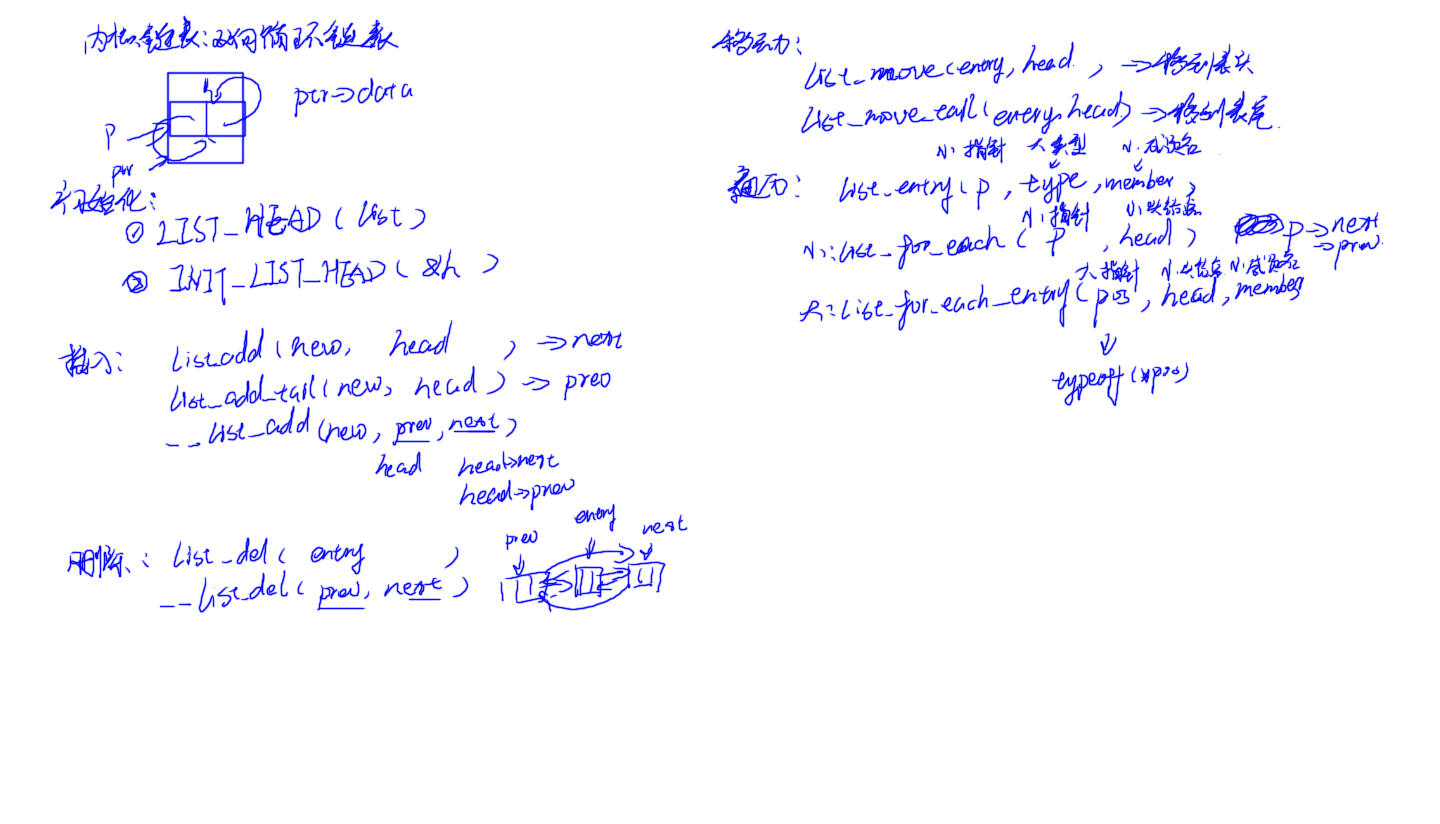 内核链表:双向循环链表
h
ptr->data
P
ptr
初始化:
① LIST_HEAD(list)
② INIT_LIST_HEAD(&h )
插入:
list_add(new, head ) -> next
list_add_tail(new, head) -> prev
__list_add(new, prev, next)
head head->next
head->prev
删除:
list_del( entry )
__list_del( prev, next )
prev entry next
移动:
list_move(entry, head ) ->移到表头
list_move_tail(entry, head) ->移到表尾
小指针 大类型 小成员名
遍历: list_entry( p , type , member )
小指针 小头结点
小:list_for_each( p , head ) p -> next
-> prev
大指针 小头结点 小成员名
大:list_for_each_entry( pos , head, member
typeoff(*pos)